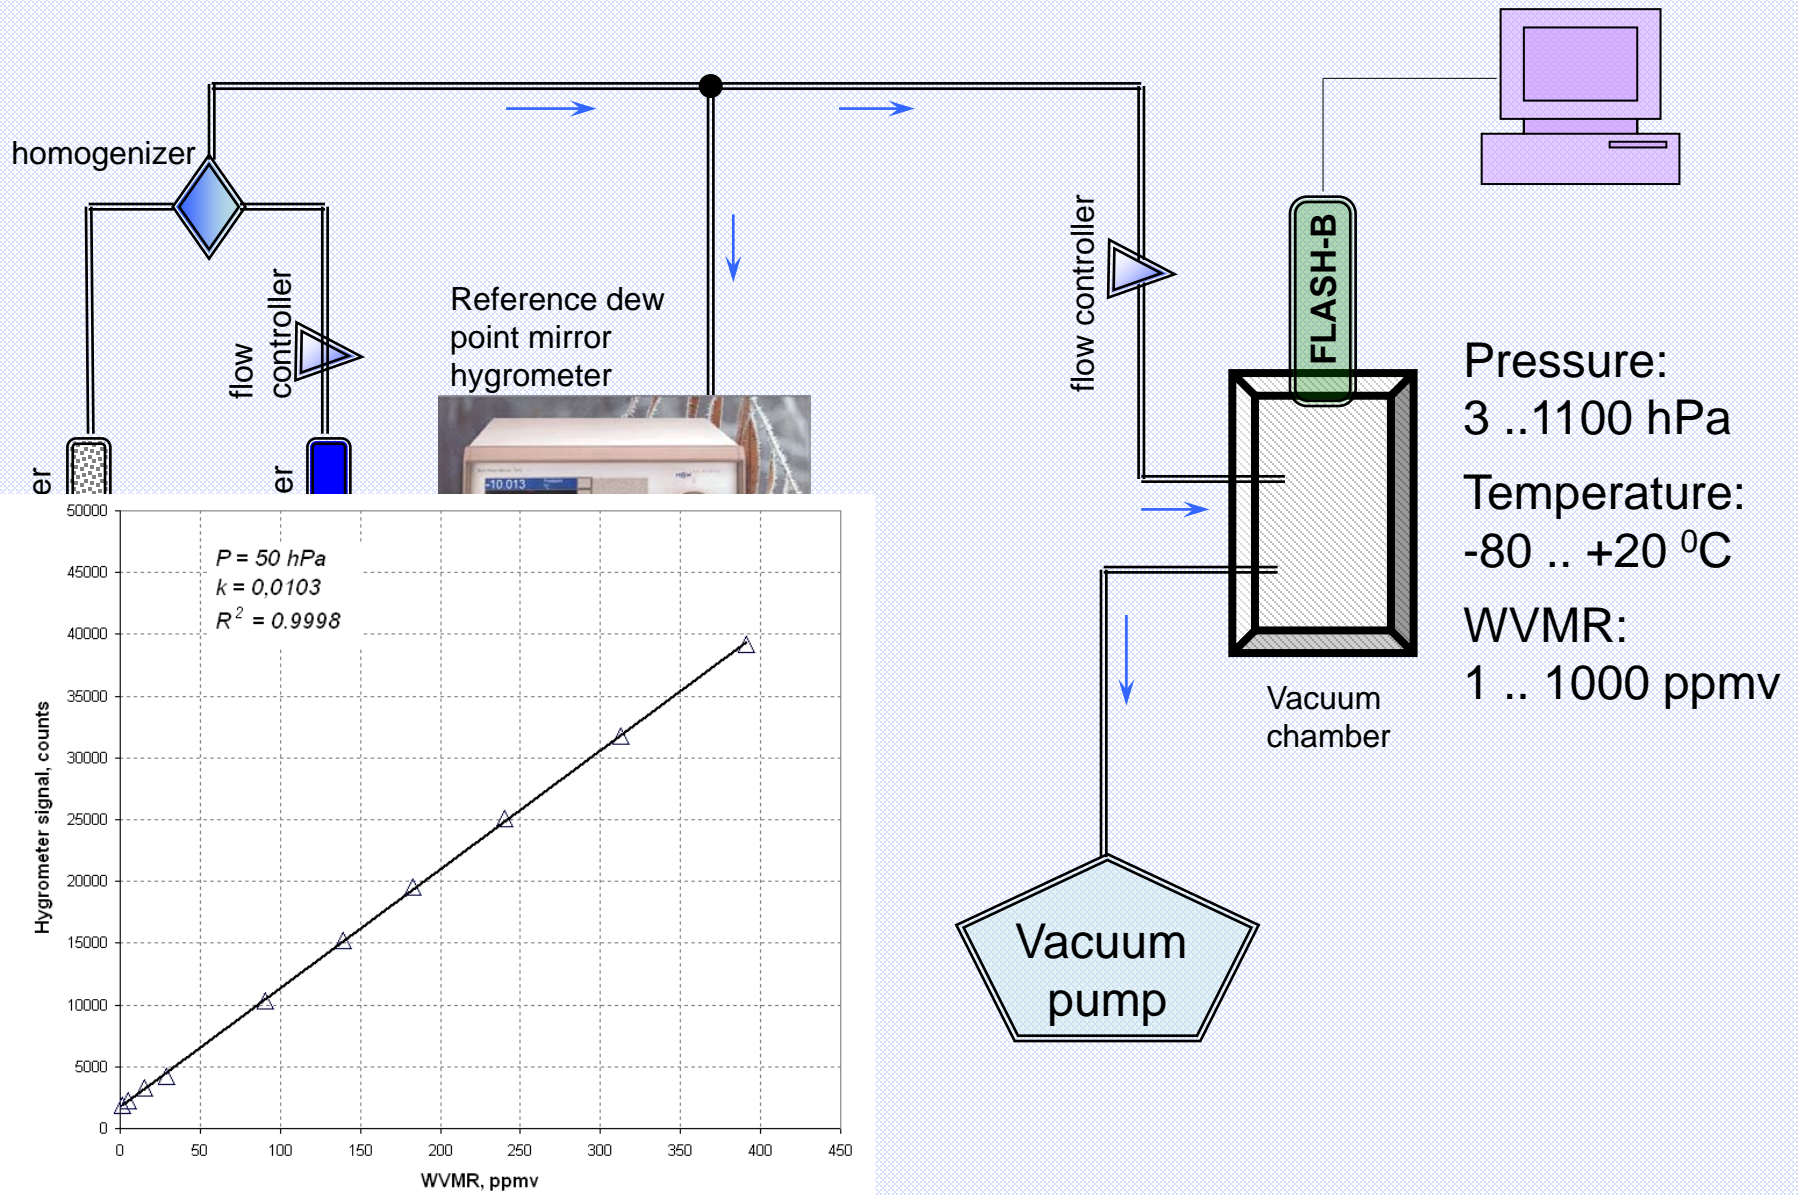 homogenizer
flow
controller
Reference dew
point mirror
hygrometer
-10.013
flow controller
FLASH-B
Pressure:
3 ..1100 hPa
Temperature:
-80 .. +20 ⁰C
WVMR:
1 .. 1000 ppmv
Vacuum
chamber
Vacuum
pump
er
er
P = 50 hPa
k = 0,0103
R² = 0.9998
Hygrometer signal, counts
50000
45000
40000
35000
30000
25000
20000
15000
10000
5000
0
0 50 100 150 200 250 300 350 400 450
WVMR, ppmv